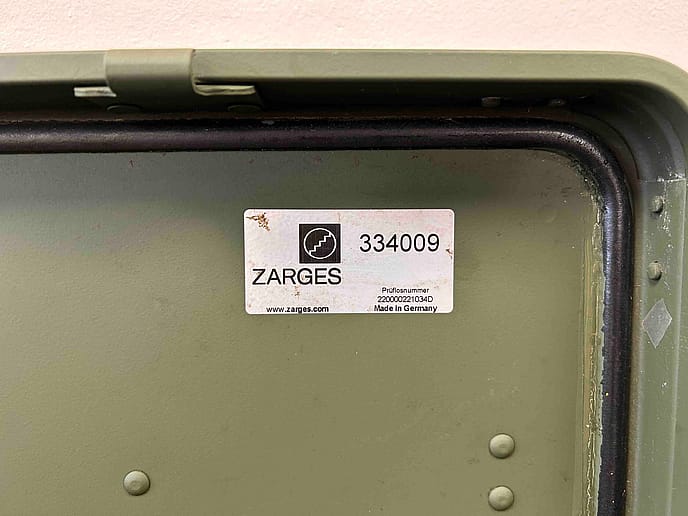 334009
ZARGES
Prüflosnummer
220000221034D
www.zarges.com
Made in Germany